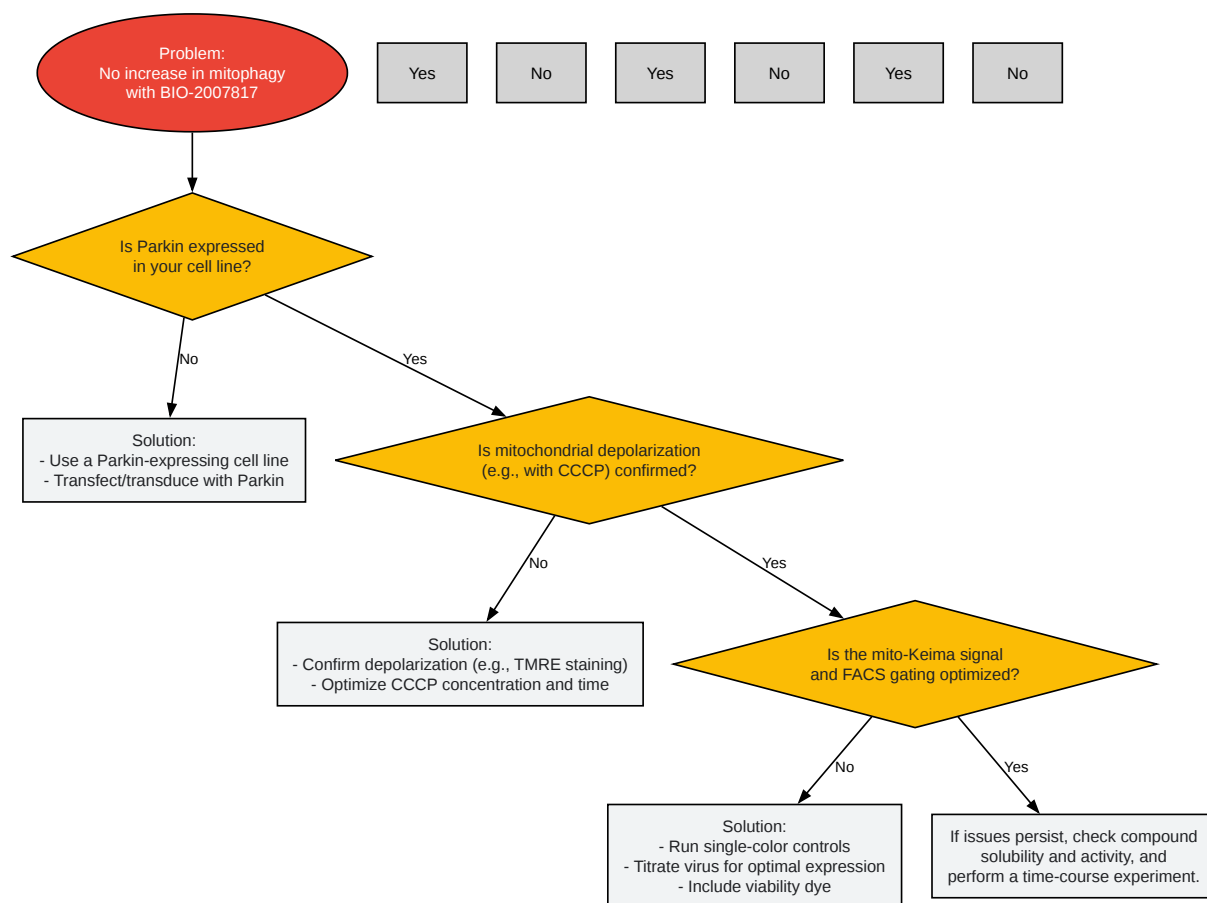 Problem:
No increase in mitophagy
with BIO-2007817
Yes
No
Yes
No
Yes
No
Is Parkin expressed
in your cell line?
No
Yes
Solution:
- Use a Parkin-expressing cell line
- Transfect/transduce with Parkin
Is mitochondrial depolarization
(e.g., with CCCP) confirmed?
No
Yes
Solution:
- Confirm depolarization (e.g., TMRE staining)
- Optimize CCCP concentration and time
Is the mito-Keima signal
and FACS gating optimized?
No
Yes
Solution:
- Run single-color controls
- Titrate virus for optimal expression
- Include viability dye
If issues persist, check compound
solubility and activity, and
perform a time-course experiment.